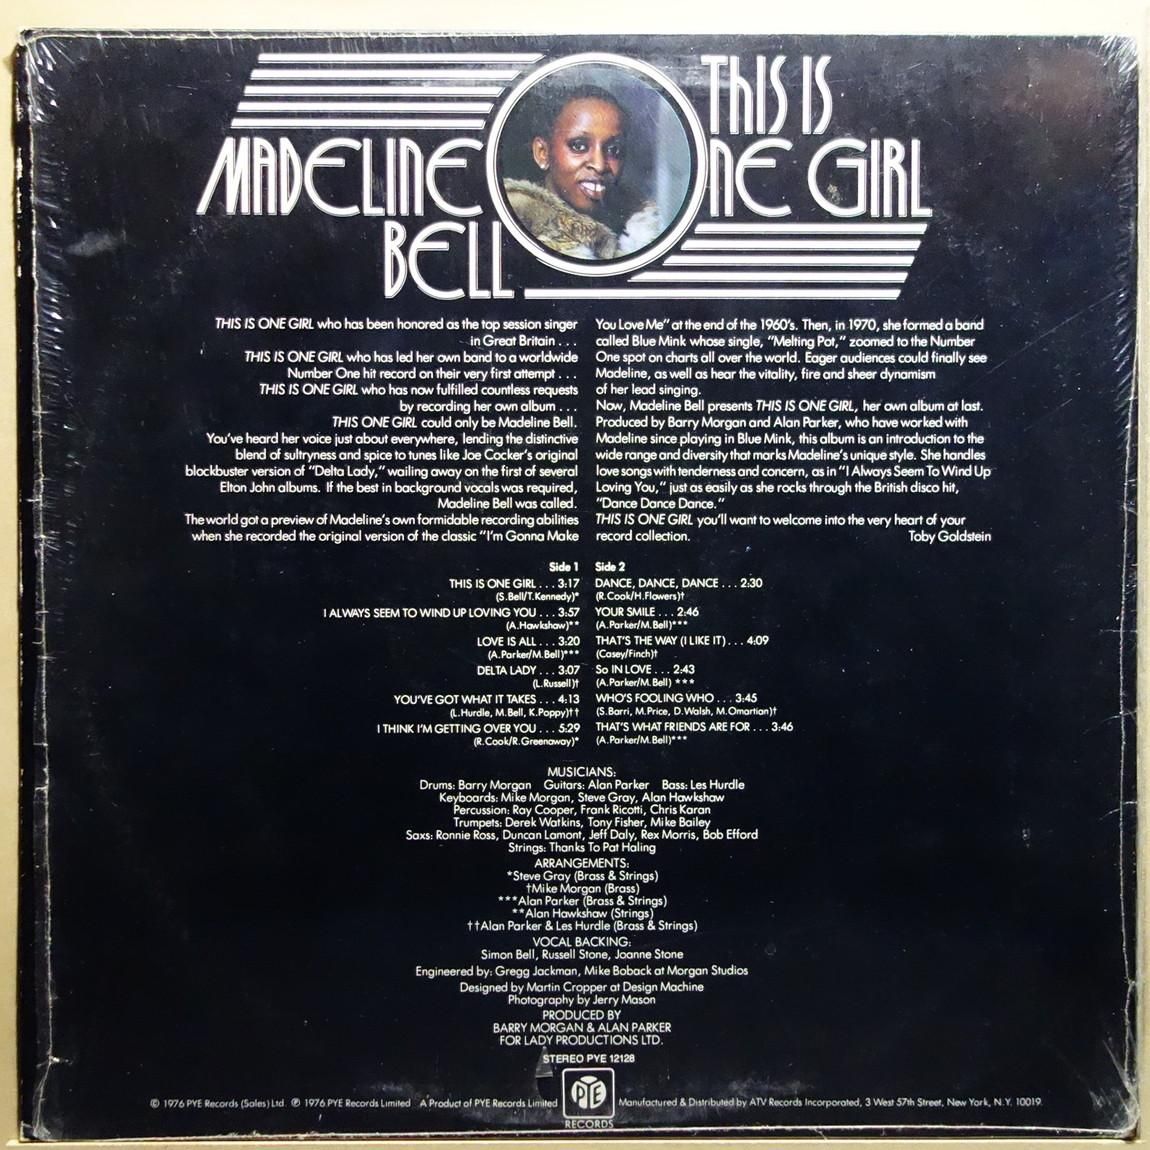 MADELINE BELL
THIS IS ONE GIRL
THIS IS ONE GIRL who has been honored as the top session singer
in Great Britain . . .
THIS IS ONE GIRL who has led her own band to a worldwide
Number One hit record on their very first attempt . . .
THIS IS ONE GIRL who has now fulfilled countless requests
by recording her own album . . .
THIS ONE GIRL could only be Madeline Bell.
You've heard her voice just about everywhere, lending the distinctive
blend of sultryness and spice to tunes like Joe Cocker's original
blockbuster version of "Delta Lady," wailing away on the first of several
Elton John albums. If the best in background vocals was required,
Madeline Bell was called.
The world got a preview of Madeline's own formidable recording abilities
when she recorded the original version of the classic "I'm Gonna Make
You Love Me" at the end of the 1960's. Then, in 1970, she formed a band
called Blue Mink whose single, "Melting Pot," zoomed to the Number
One spot on charts all over the world. Eager audiences could finally see
Madeline, as well as hear the vitality, fire and sheer dynamism
of her lead singing.
Now, Madeline Bell presents THIS IS ONE GIRL, her own album at last.
Produced by Barry Morgan and Alan Parker, who have worked with
Madeline since playing in Blue Mink, this album is an introduction to the
wide range and diversity that marks Madeline's unique style. She handles
love songs with tenderness and concern, as in "I Always Seem To Wind Up
Loving You," just as easily as she rocks through the British disco hit,
"Dance Dance Dance."
THIS IS ONE GIRL you'll want to welcome into the very heart of your
record collection. Toby Goldstein
Side 1
THIS IS ONE GIRL . . . 3:17
(S.Bell/T.Kennedy)*
I ALWAYS SEEM TO WIND UP LOVING YOU . . . 3:57
(A.Hawkshaw)**
LOVE IS ALL . . . 3:20
(A.Parker/M.Bell)***
DELTA LADY . . . 3:07
(L.Russell)†
YOU'VE GOT WHAT IT TAKES . . . 4:13
(L.Hurdle, M.Bell, K.Poppy)††
I THINK I'M GETTING OVER YOU . . . 5:29
(R.Cook/R.Greenaway)*
Side 2
DANCE, DANCE, DANCE . . . 2:30
(R.Cook/H.Flowers)†
YOUR SMILE . . . 2:46
(A.Parker/M.Bell)***
THAT'S THE WAY (I LIKE IT) . . . 4:09
(Casey/Finch)†
So IN LOVE . . . 2:43
(A.Parker/M.Bell) ***
WHO'S FOOLING WHO . . . 3:45
(S.Barri, M.Price, D.Walsh, M.Omartian)†
THAT'S WHAT FRIENDS ARE FOR . . . 3:46
(A.Parker/M.Bell)***
MUSICIANS:
Drums: Barry Morgan Guitars: Alan Parker Bass: Les Hurdle
Keyboards: Mike Morgan, Steve Gray, Alan Hawkshaw
Percussion: Ray Cooper, Frank Ricotti, Chris Karan
Trumpets: Derek Watkins, Tony Fisher, Mike Bailey
Saxs: Ronnie Ross, Duncan Lamont, Jeff Daly, Rex Morris, Bob Efford
Strings: Thanks To Pat Haling
ARRANGEMENTS:
*Steve Gray (Brass & Strings)
†Mike Morgan (Brass)
***Alan Parker (Brass & Strings)
**Alan Hawkshaw (Strings)
††Alan Parker & Les Hurdle (Brass & Strings)
VOCAL BACKING:
Simon Bell, Russell Stone, Joanne Stone
Engineered by: Gregg Jackman, Mike Boback at Morgan Studios
Designed by Martin Cropper at Design Machine
Photography by Jerry Mason
PRODUCED BY
BARRY MORGAN & ALAN PARKER
FOR LADY PRODUCTIONS LTD.
STEREO PYE 12128
© 1976 PYE Records (Sales) Ltd. ℗ 1976 PYE Records Limited A Product of PYE Records Limited PYE Manufactured & Distributed by ATV Records Incorporated, 3 West 57th Street, New York, N.Y. 10019.
RECORDS